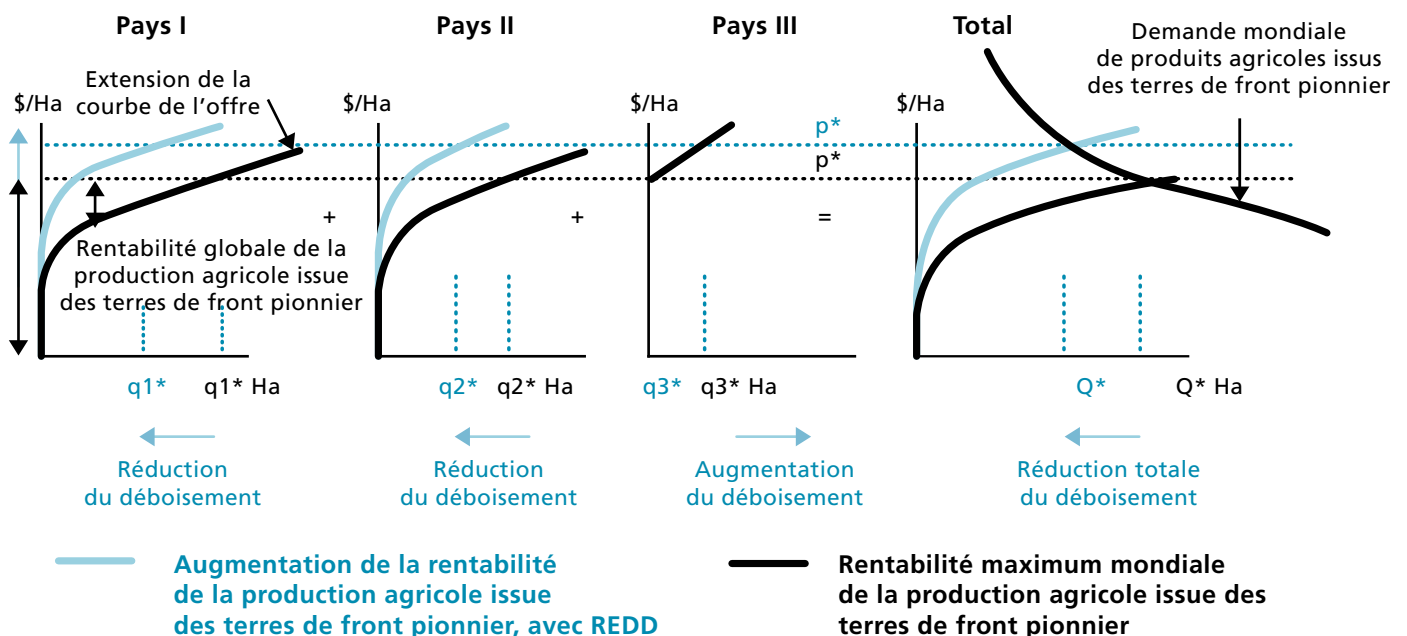 Pays I
Pays II
Pays III
Total
Demande mondiale
de produits agricoles issus
des terres de front pionnier
Extension de la
courbe de l'offre
$/Ha
$/Ha
$/Ha
$/Ha
p*
p*
+
+
=
Rentabilité globale de la
production agricole issue
des terres de front pionnier
q1*
q1* Ha
q2*
q2* Ha
q3*
q3* Ha
Q*
Q* Ha
Réduction
du déboisement
Réduction
du déboisement
Augmentation
du déboisement
Réduction totale
du déboisement
Augmentation de la rentabilité
de la production agricole issue
des terres de front pionnier, avec REDD
Rentabilité maximum mondiale
de la production agricole issue des
terres de front pionnier